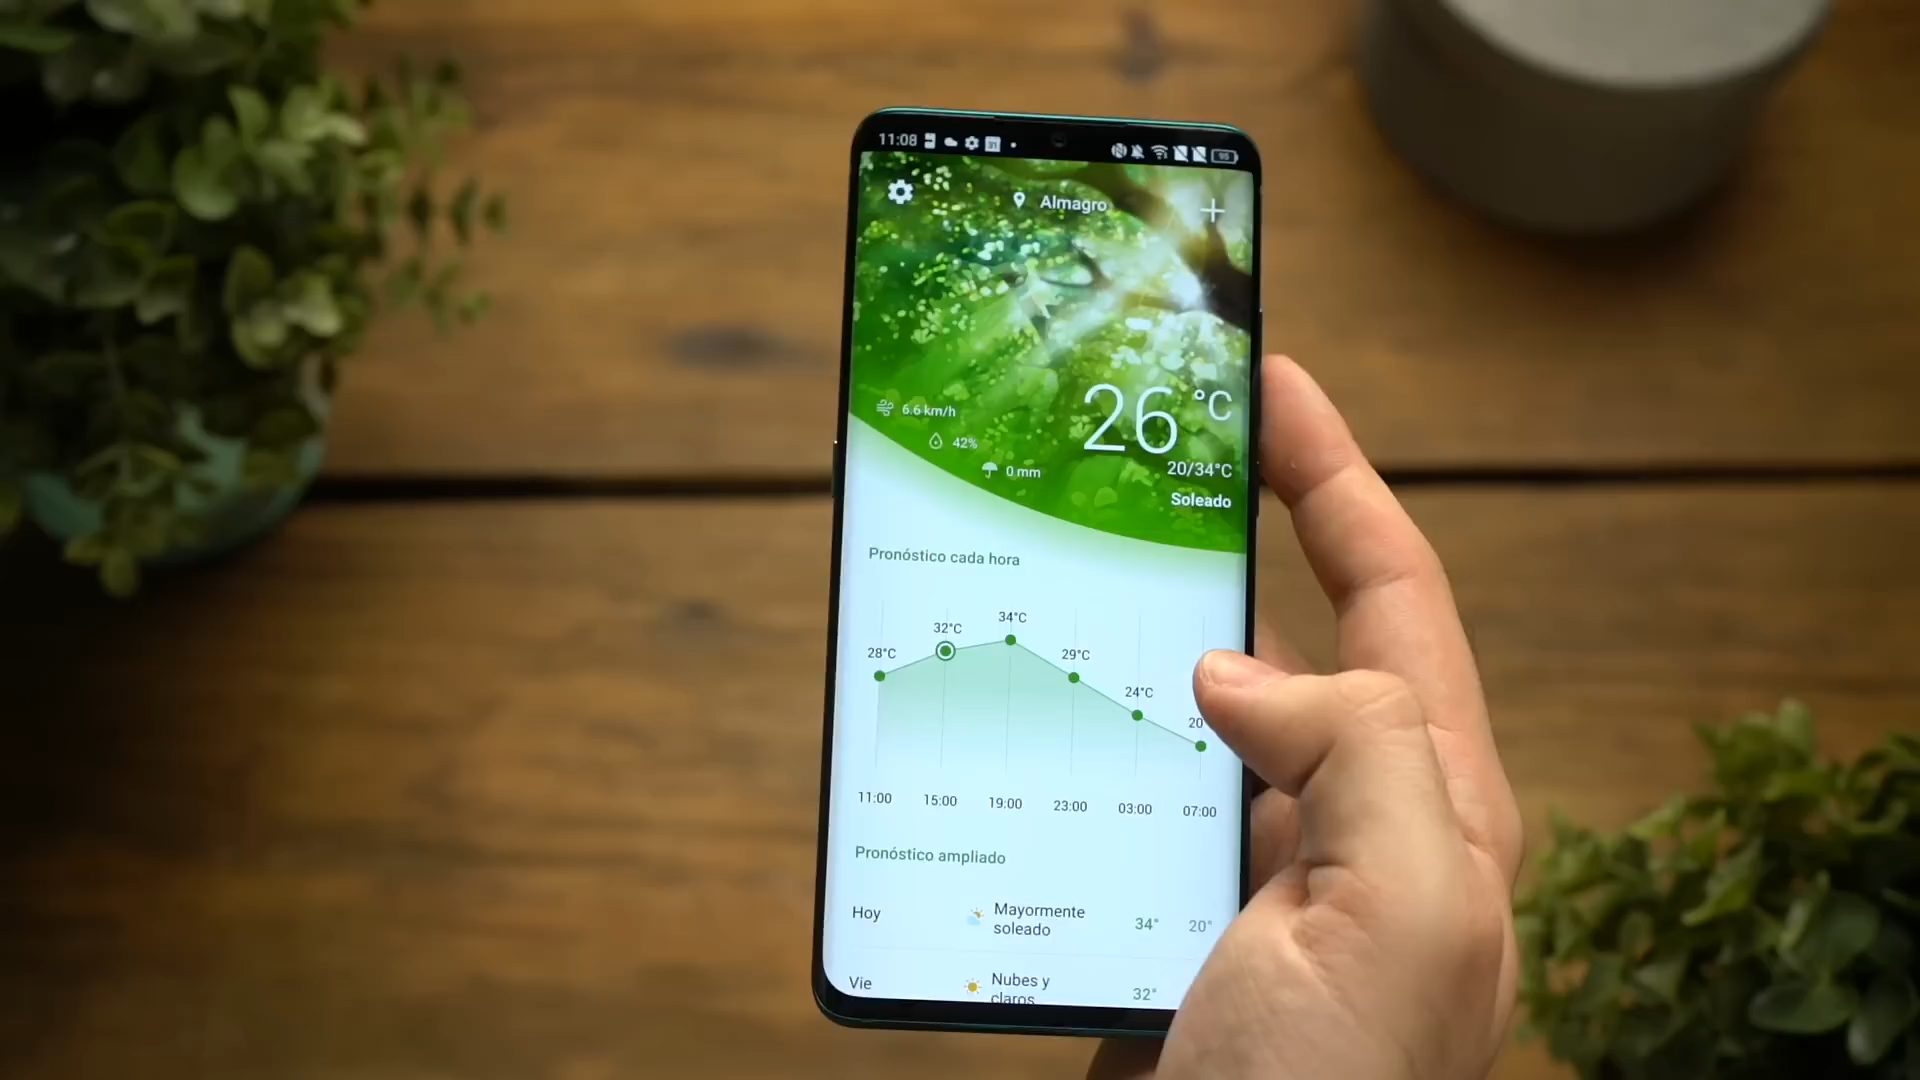 11:08
31
95
Almagro
26 °C
6.6 km/h
42%
0 mm
20/34°C
Soleado
Pronóstico cada hora
28°C 32°C 34°C 29°C 24°C 20
11:00 15:00 19:00 23:00 03:00 07:00
Pronóstico ampliado
Hoy Mayormente soleado 34° 20°
Vie Nubes y claros 32°